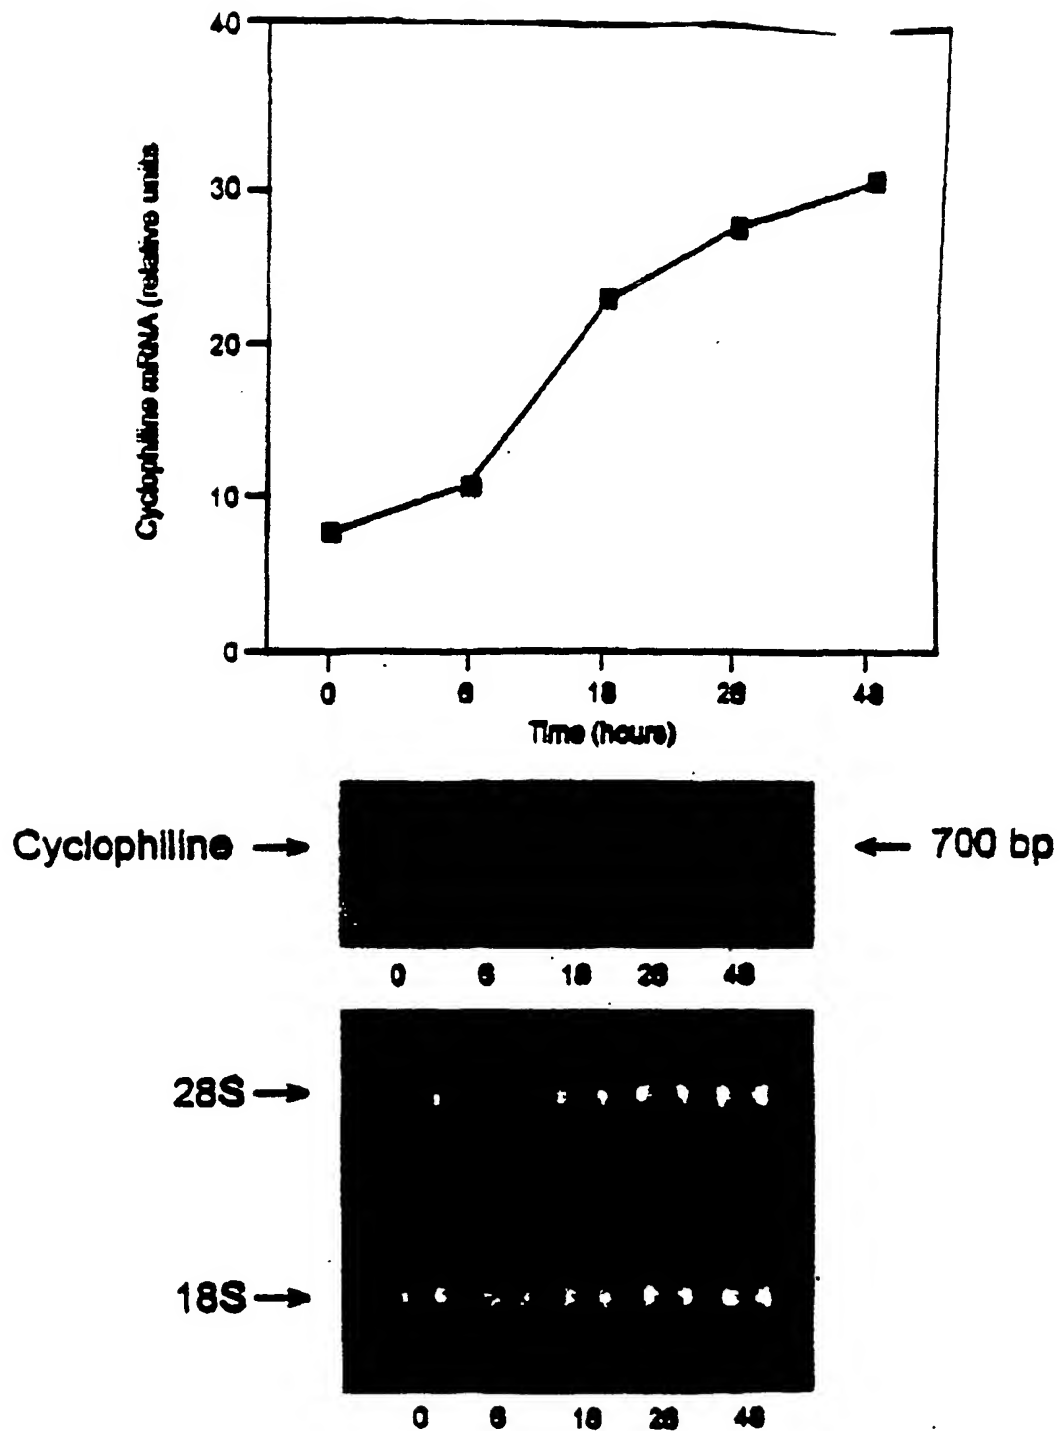 40
Cyclophiline mRNA (relative units
30
20
10
0
0 6 18 28 48
Time (hours)
Cyclophiline → ← 700 bp
0 6 18 28 48
28S →
18S →
0 6 18 28 48